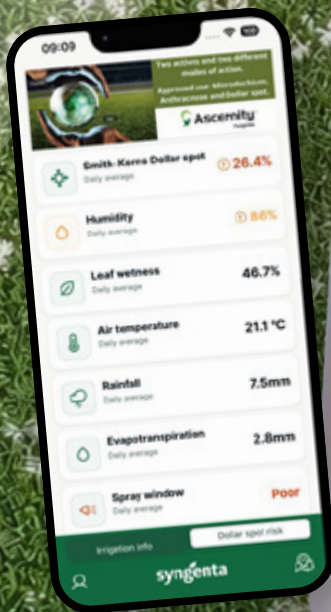 09:09
Two actives and two different
modes of action.
Approved use: Microdochium,
Anthracnose and Dollar spot.
Ascernity
Fungicide
Smith-Kerns Dollar spot
26.4%
Daily average
Humidity
86%
Daily average
Leaf wetness
46.7%
Daily average
Air temperature
21.1 °C
Daily average
Rainfall
7.5mm
Daily average
Evapotranspiration
2.8mm
Daily average
Spray window
Poor
Daily average
Irrigation info
Dollar spot risk
syngenta